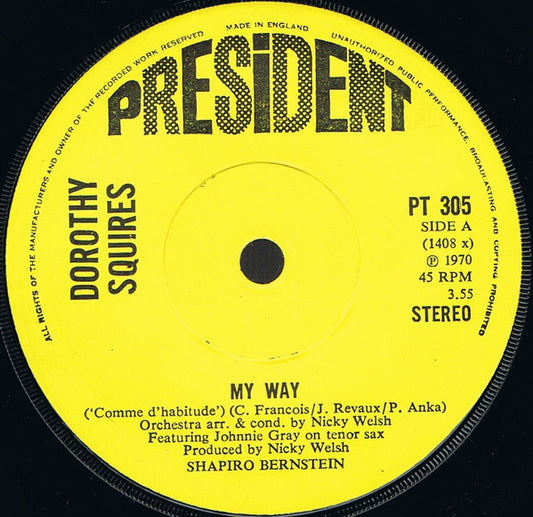 ALL RIGHTS OF THE MANUFACTURERS AND OWNER OF THE RECORDED WORK RESERVED
MADE IN ENGLAND
UNAUTHORIZED PUBLIC PERFORMANCE, BROADCASTING AND COPYING PROHIBITED
PRESiDENT
DOROTHY
SQUIRES
PT 305
SIDE A
(1408 x)
℗ 1970
45 RPM
3.55
STEREO
MY WAY
('Comme d'habitude') (C. Francois/J. Revaux/P. Anka)
Orchestra arr. & cond. by Nicky Welsh
Featuring Johnnie Gray on tenor sax
Produced by Nicky Welsh
SHAPIRO BERNSTEIN